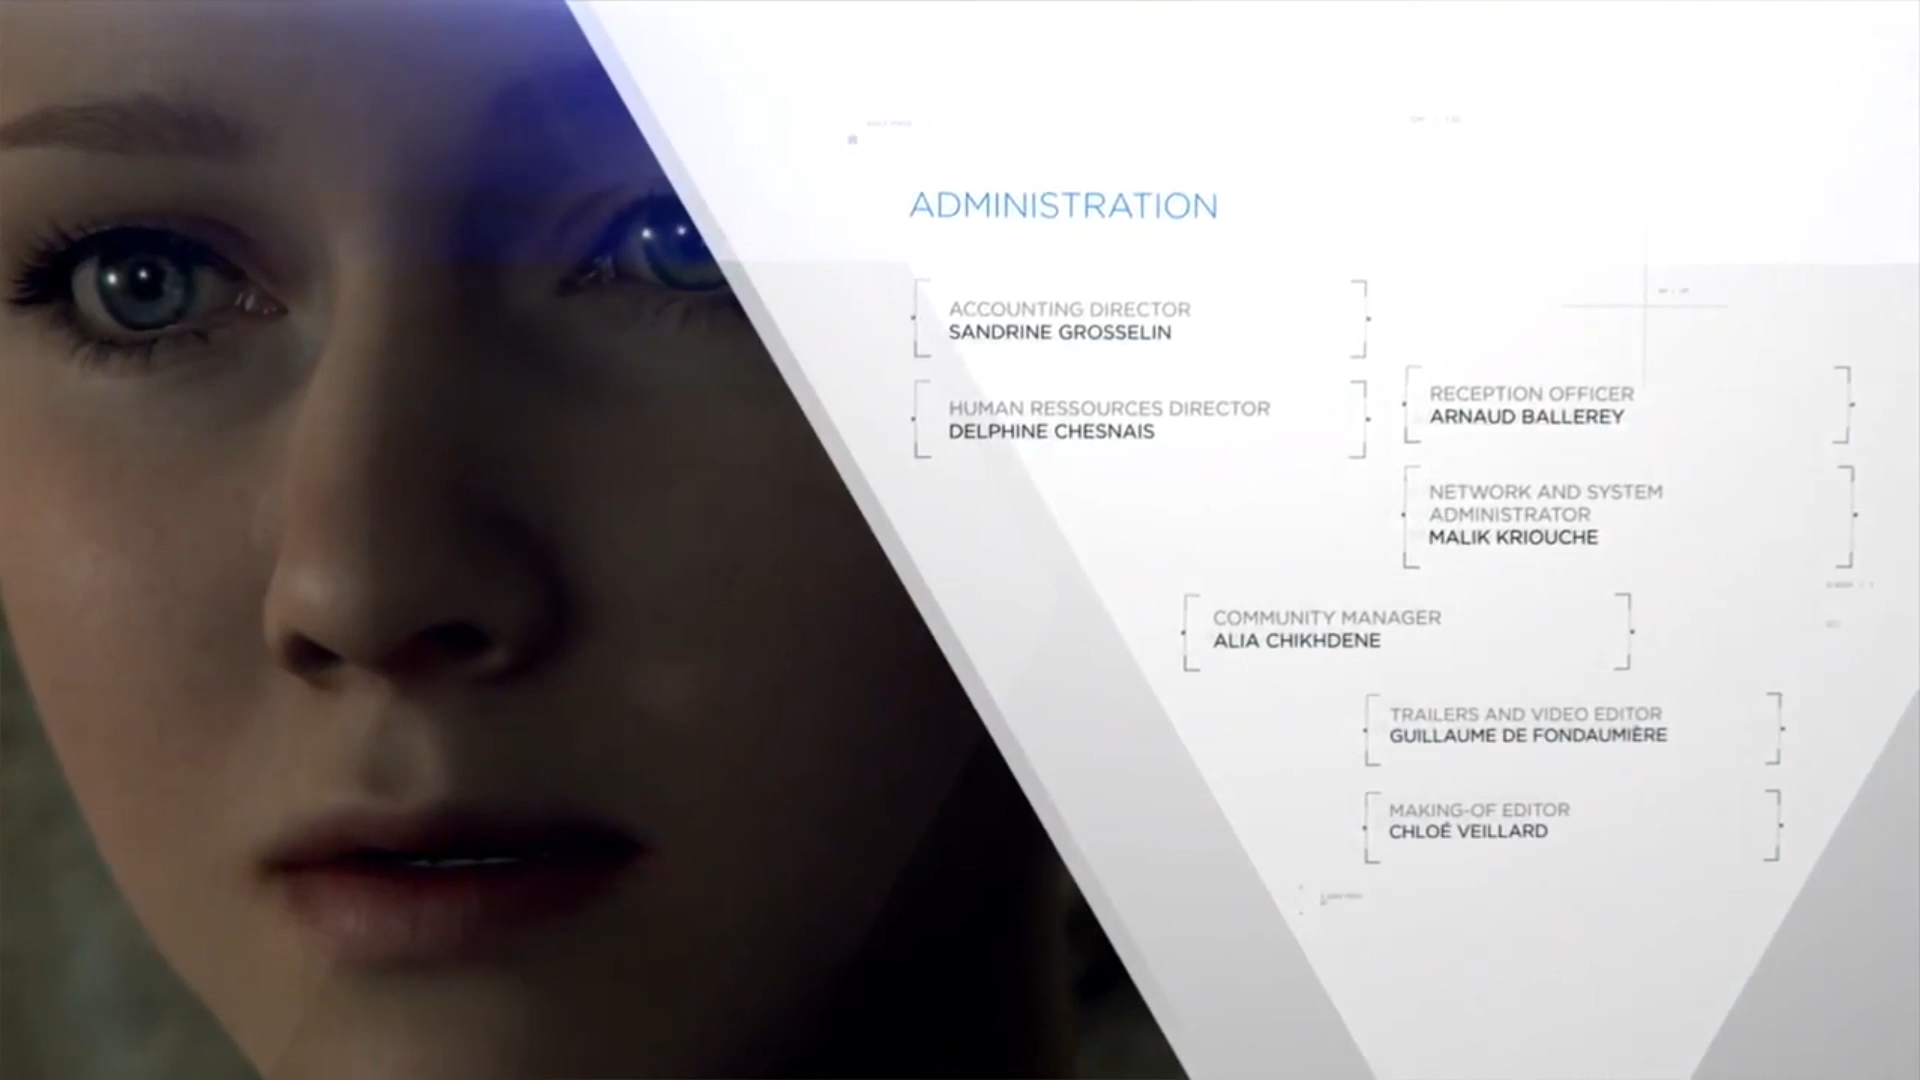 ADMINISTRATION
ACCOUNTING DIRECTOR
SANDRINE GROSSELIN
HUMAN RESSOURCES DIRECTOR
DELPHINE CHESNAIS
RECEPTION OFFICER
ARNAUD BALLEREY
NETWORK AND SYSTEM
ADMINISTRATOR
MALIK KRIOUCHE
COMMUNITY MANAGER
ALIA CHIKHDENE
TRAILERS AND VIDEO EDITOR
GUILLAUME DE FONDAUMIÈRE
MAKING-OF EDITOR
CHLOÉ VEILLARD